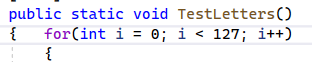 public static void TestLetters()
{   for(int i = 0; i < 127; i++)
    {